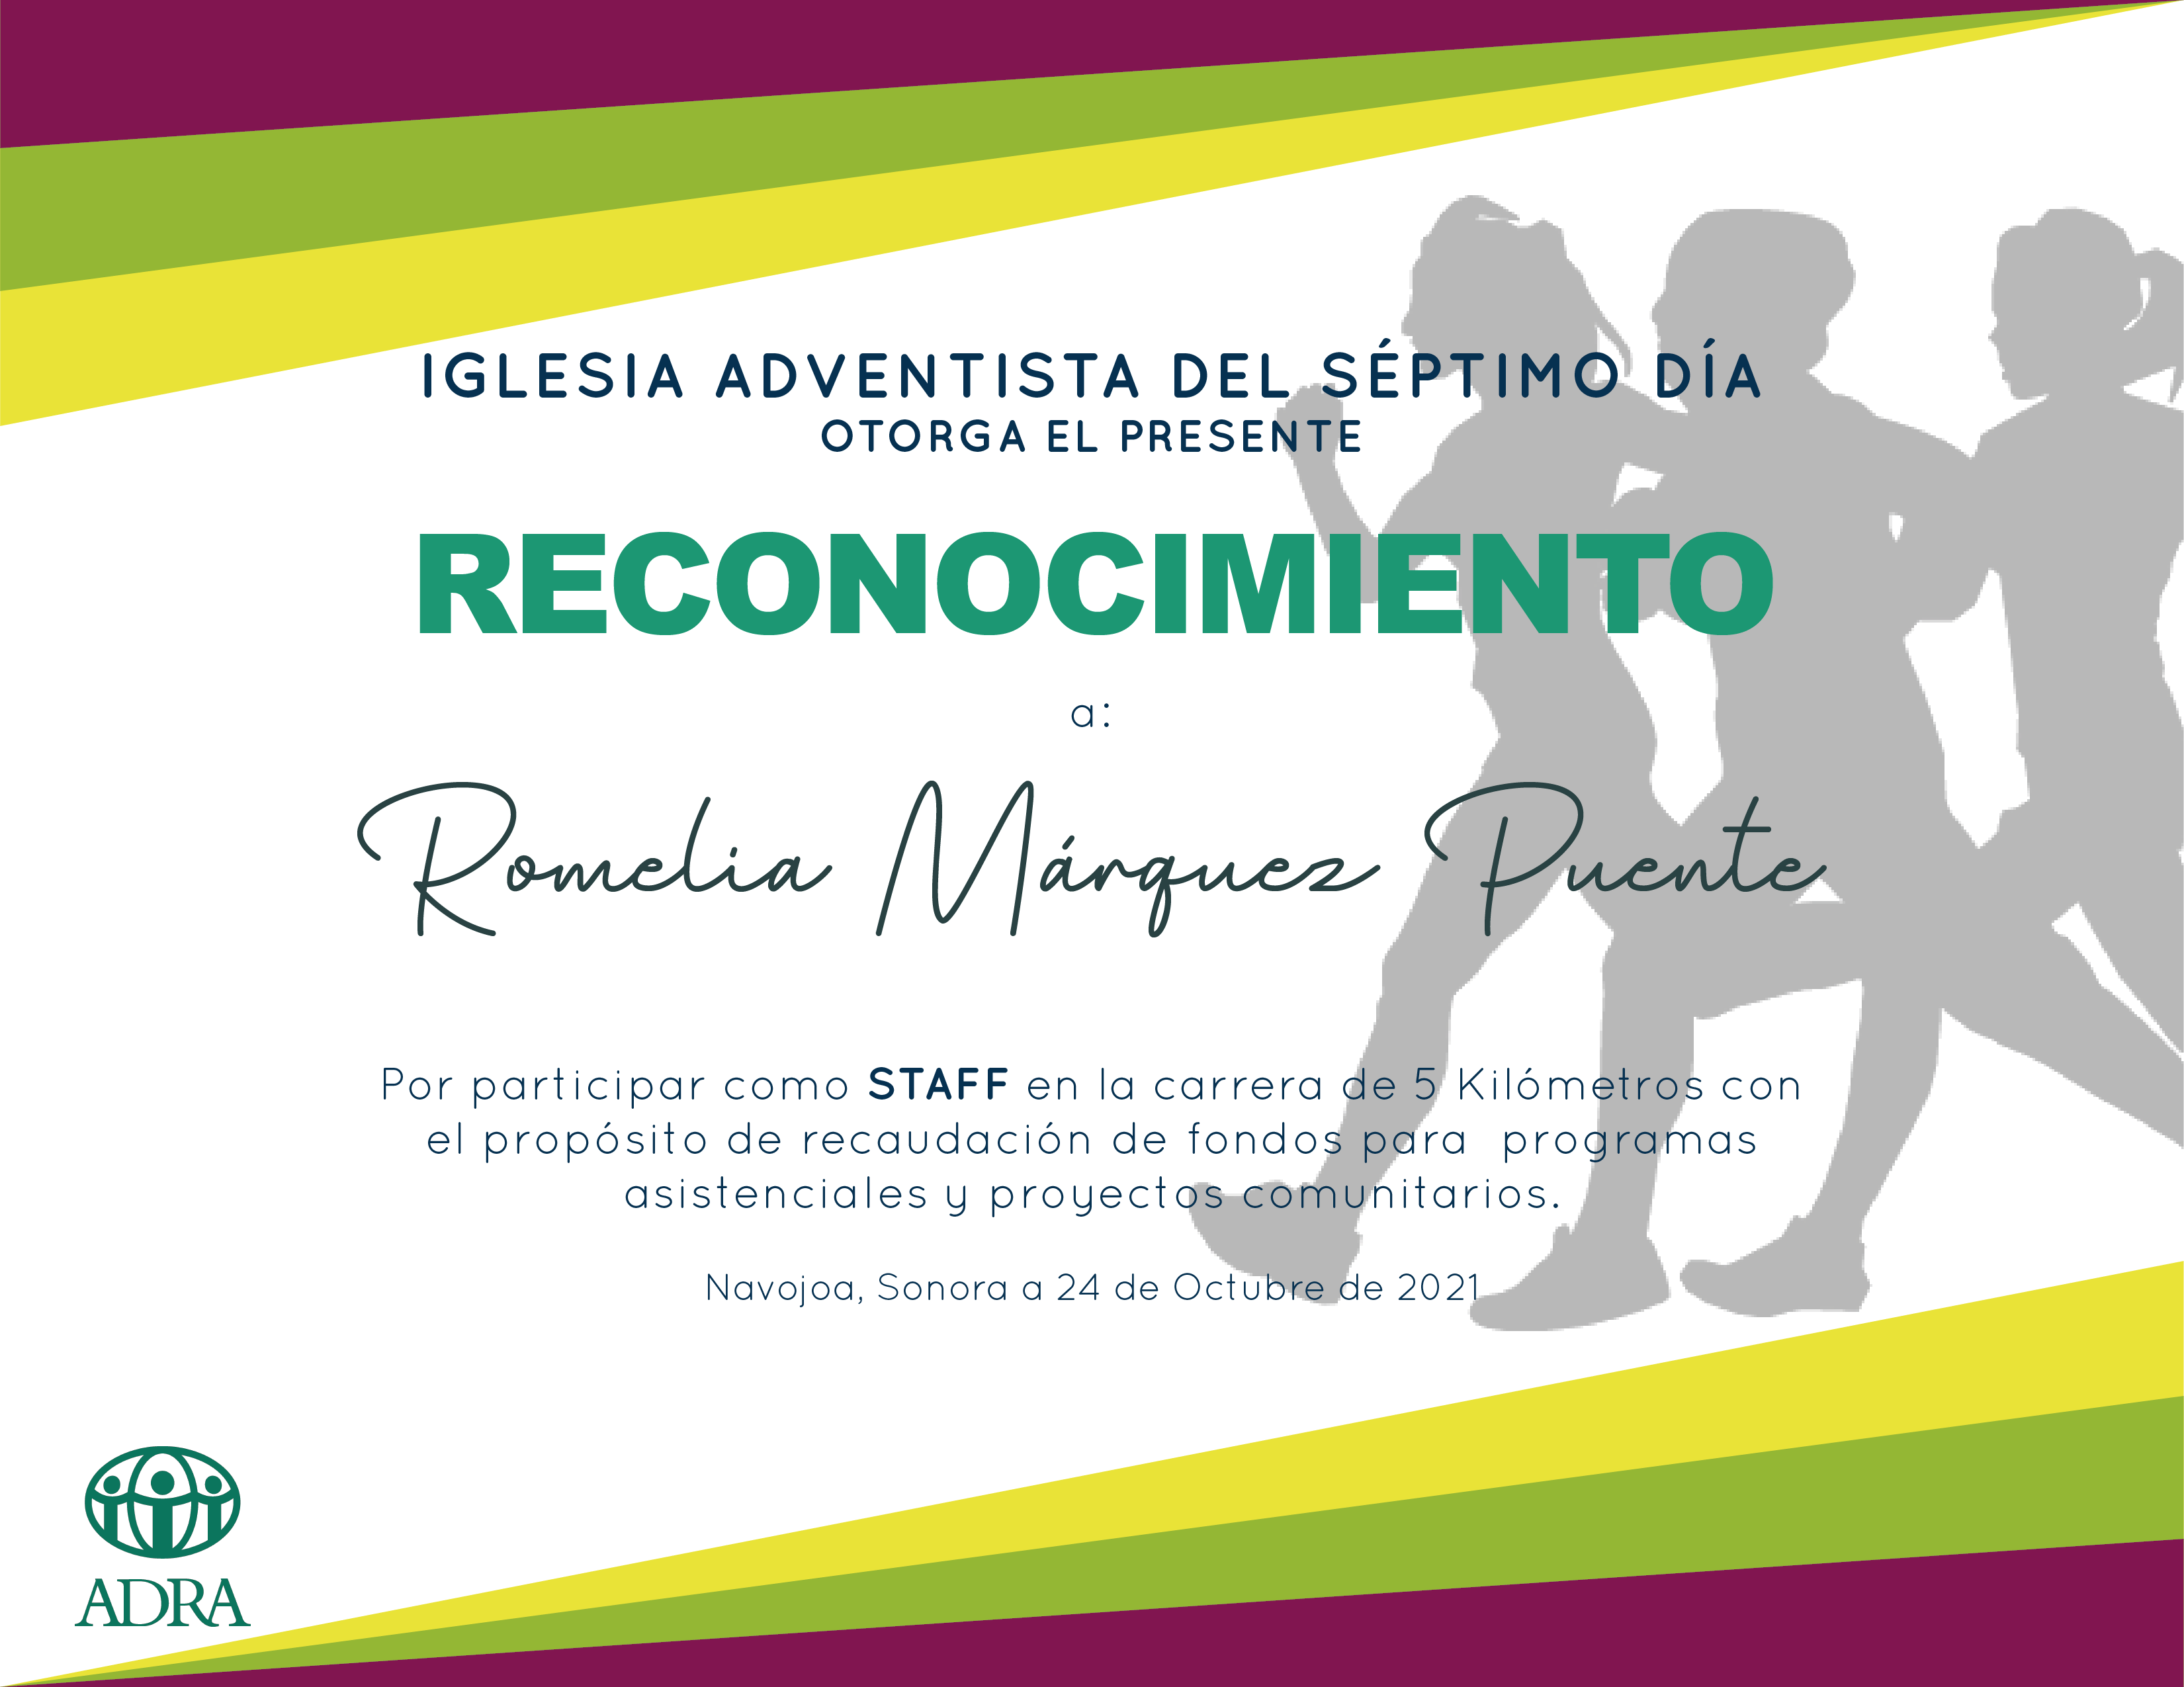 IGLESIA ADVENTISTA DEL SÉPTIMO DÍA
OTORGA EL PRESENTE
RECONOCIMIENTO
a:
Romelia Márquez Puente
Por participar como STAFF en la carrera de 5 Kilómetros con
el propósito de recaudación de fondos para programas
asistenciales y proyectos comunitarios.
Navojoa, Sonora a 24 de Octubre de 2021
ADRA